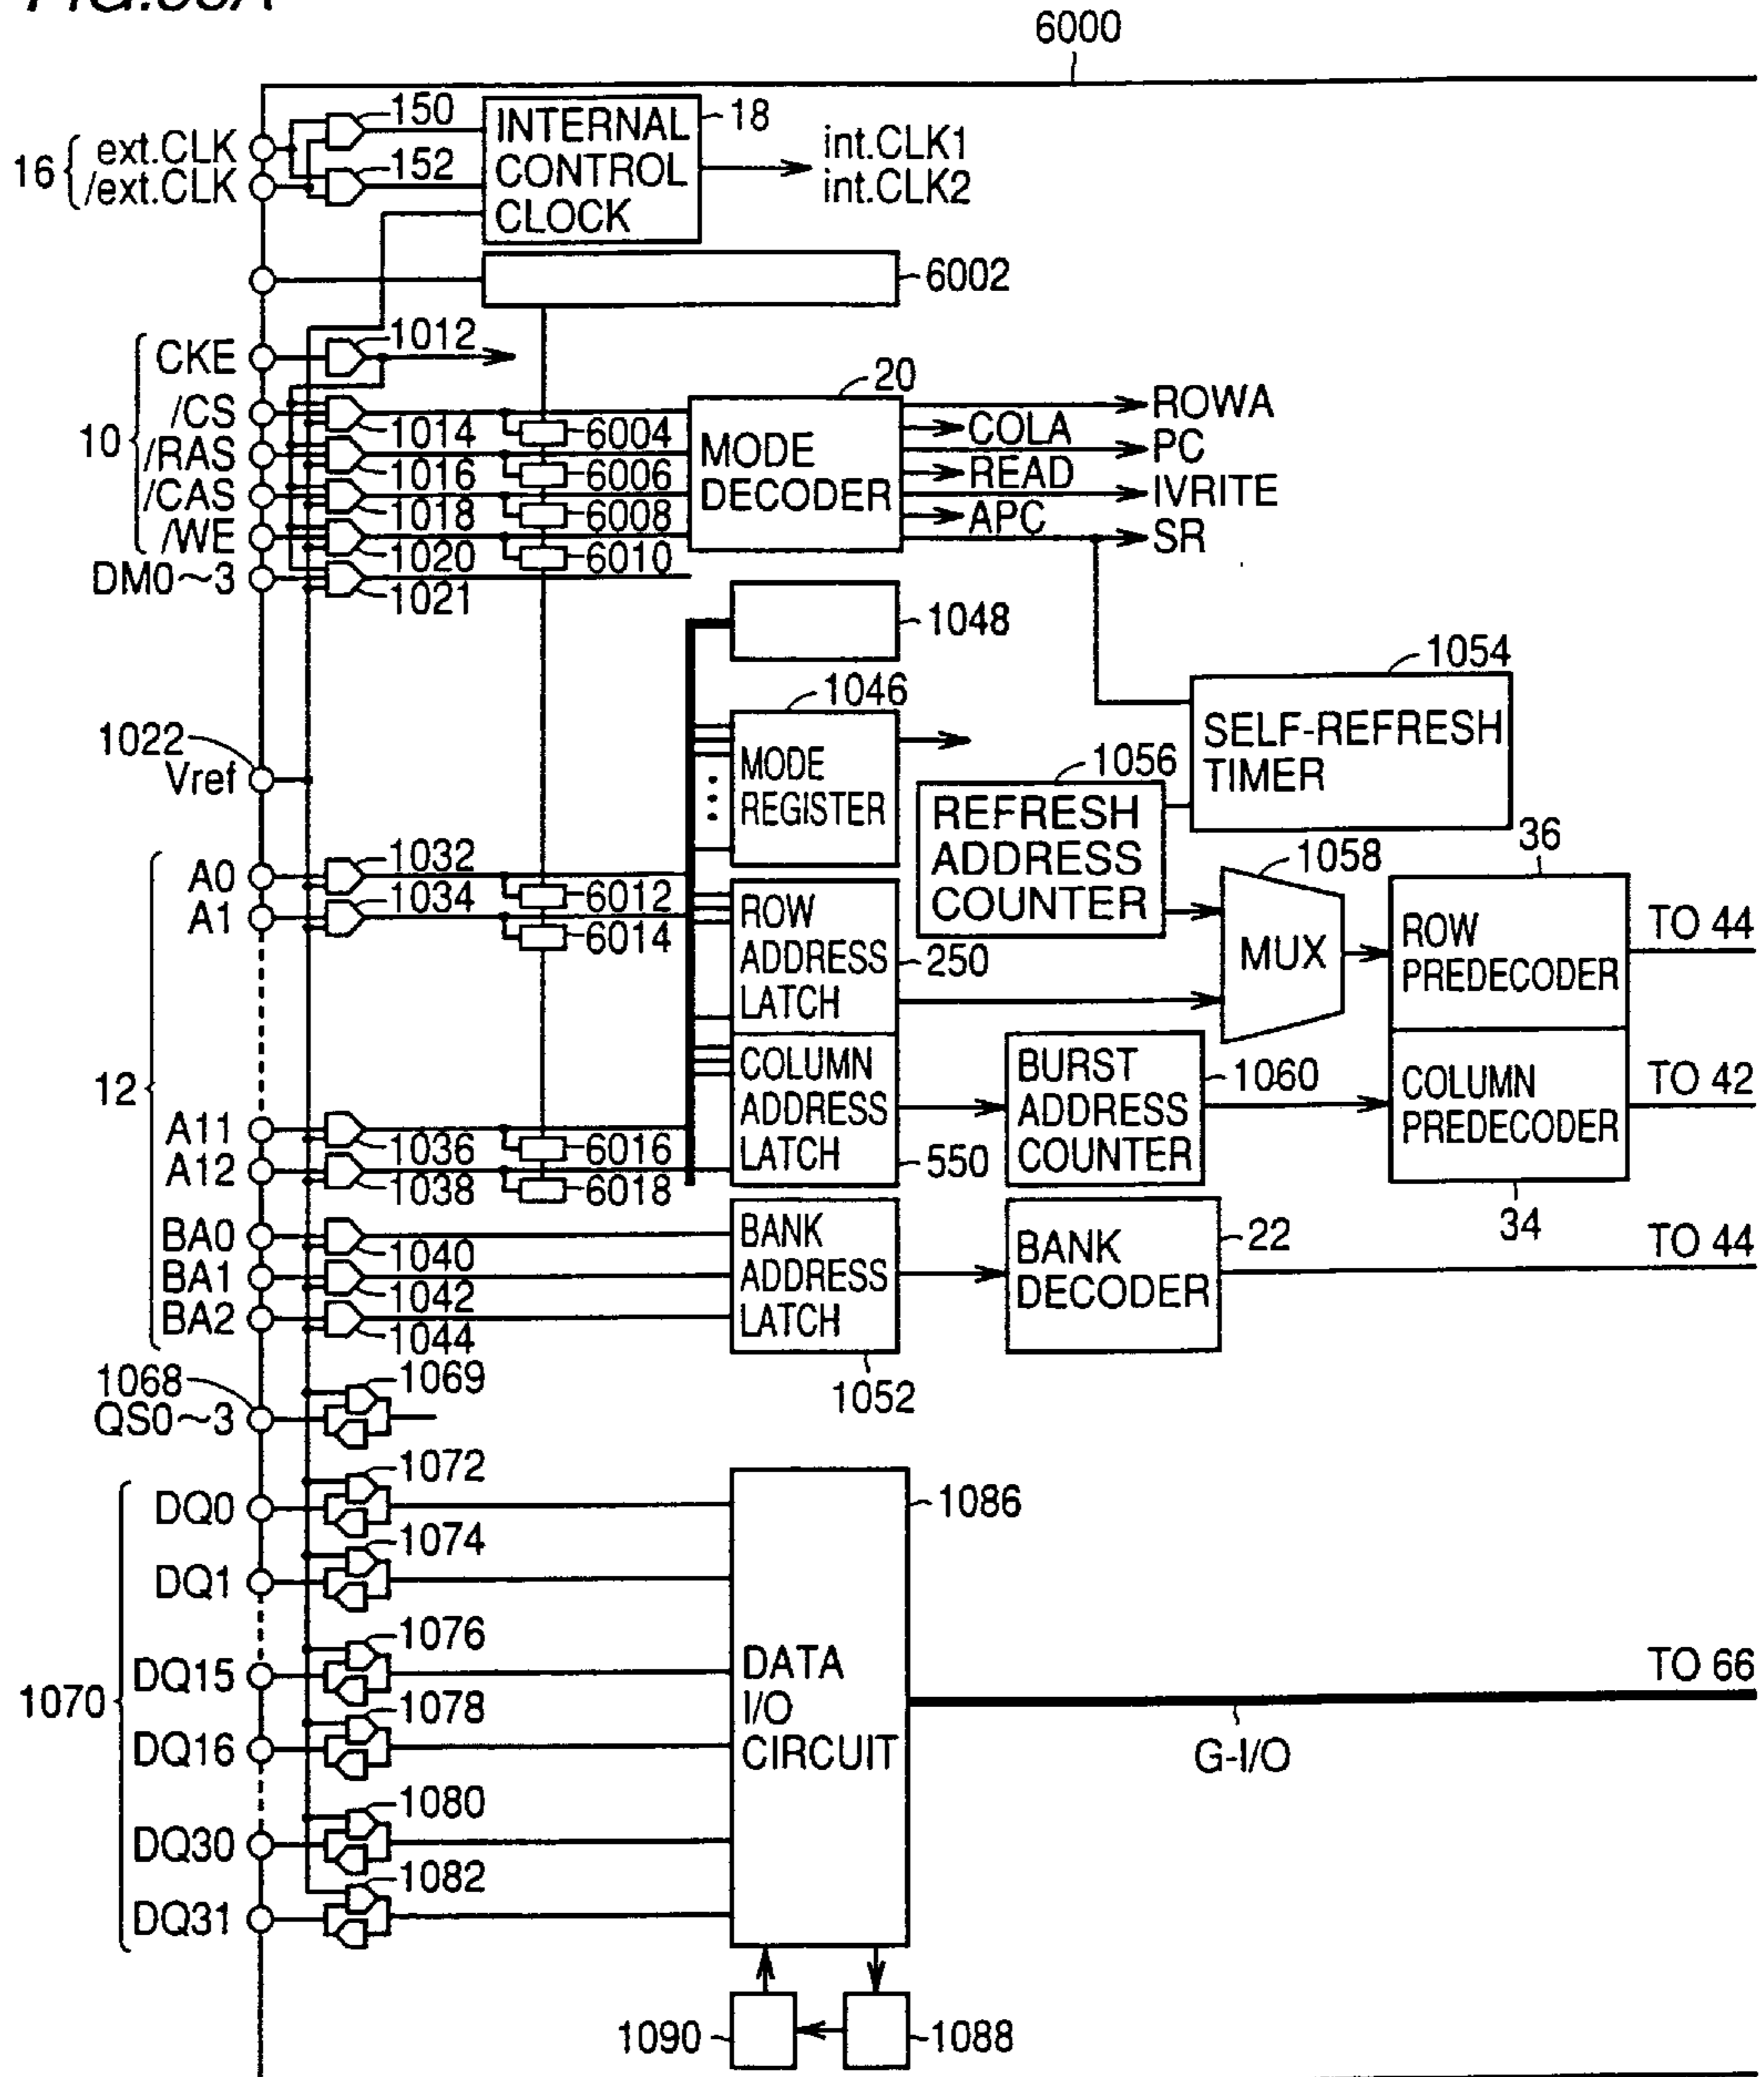 6000
150
ext.CLK
16
/ext.CLK
152
INTERNAL
CONTROL
CLOCK
18
int.CLK1
int.CLK2
6002
CKE
1012
10
/CS
1014
6004
/RAS
1016
6006
/CAS
1018
6008
/WE
1020
6010
DM0~3
1021
20
MODE
DECODER
ROWA
COLA
PC
READ
IVRITE
APC
SR
1048
1046
MODE
REGISTER
1054
SELF-REFRESH
TIMER
1022
Vref
1056
REFRESH
ADDRESS
COUNTER
12
A0
1032
6012
A1
1034
6014
ROW
ADDRESS
LATCH
250
1058
MUX
36
ROW
PREDECODER
TO 44
COLUMN
ADDRESS
LATCH
550
BURST
ADDRESS
COUNTER
1060
COLUMN
PREDECODER
34
TO 42
A11
1036
6016
A12
1038
6018
BA0
1040
BA1
1042
BA2
1044
BANK
ADDRESS
LATCH
1052
BANK
DECODER
22
TO 44
1068
QS0~3
1069
1070
DQ0
1072
DQ1
1074
DQ15
1076
DQ16
1078
DQ30
1080
DQ31
1082
DATA
I/O
CIRCUIT
1086
TO 66
G-I/O
1090
1088